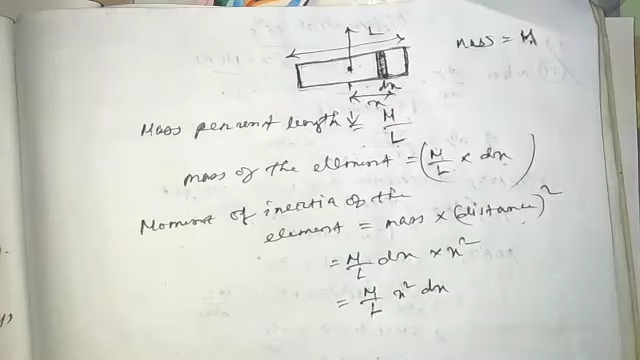 L
mass = M
dx
x
Mass per unit length is M/L
mass of the element = (M/L × dx)
Moment of inertia of the
element = mass × (distance)²
= M/L dx × x²
= M/L x² dx